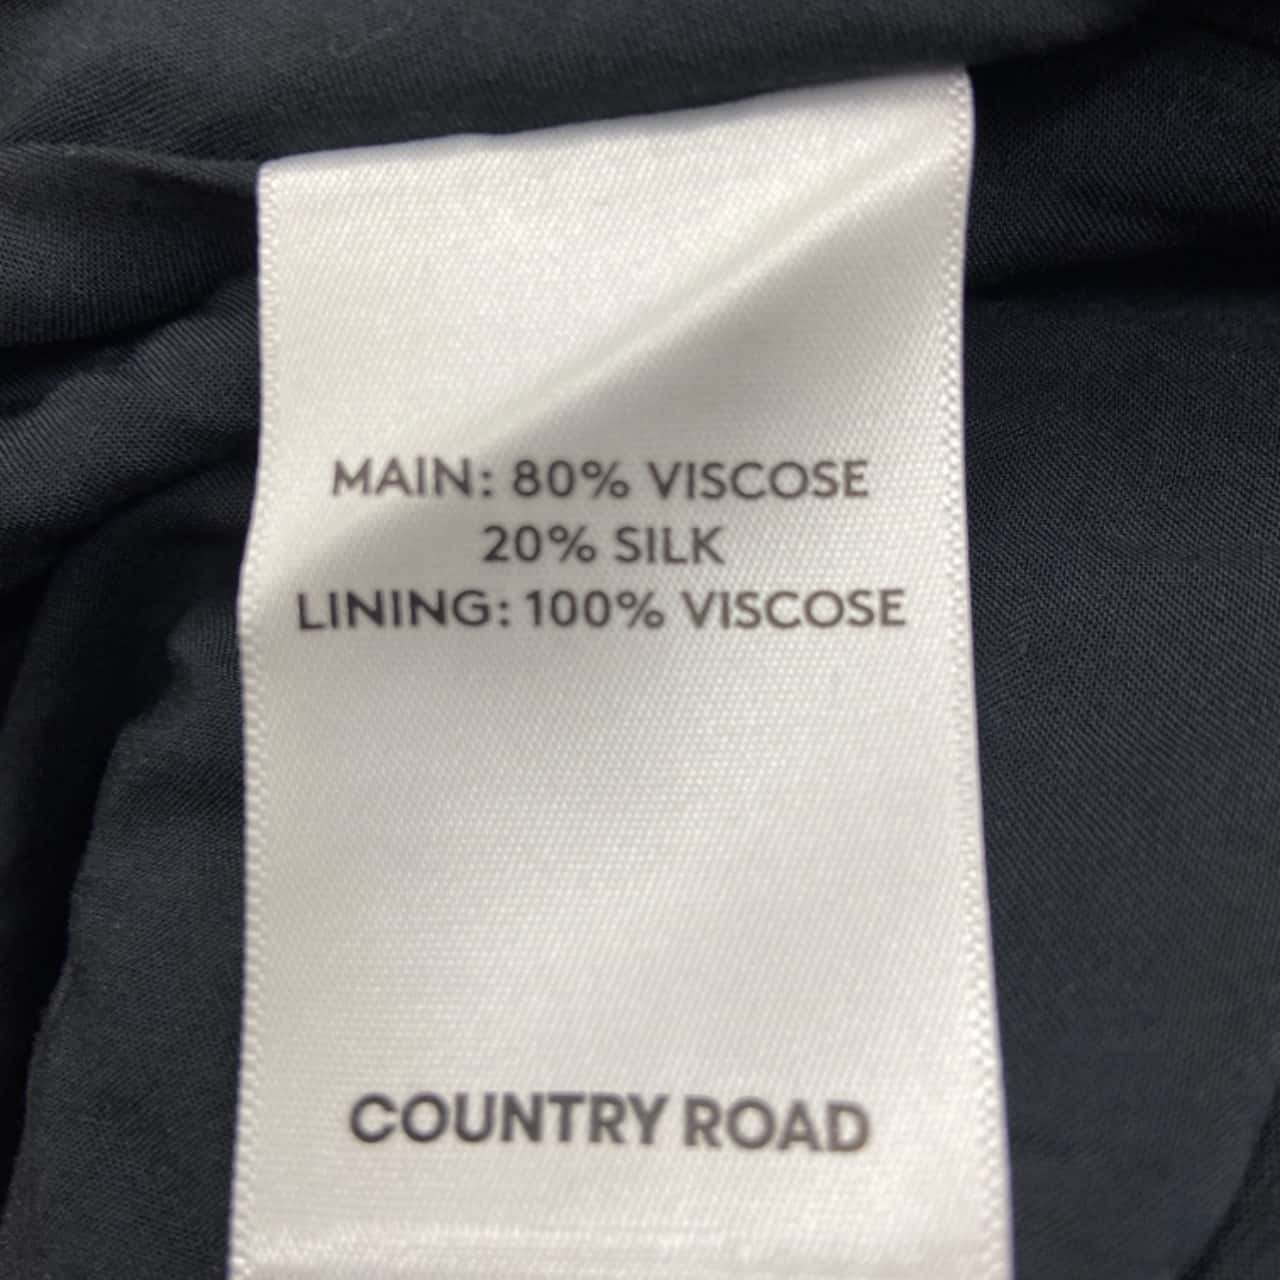 MAIN: 80% VISCOSE
20% SILK
LINING: 100% VISCOSE
COUNTRY ROAD